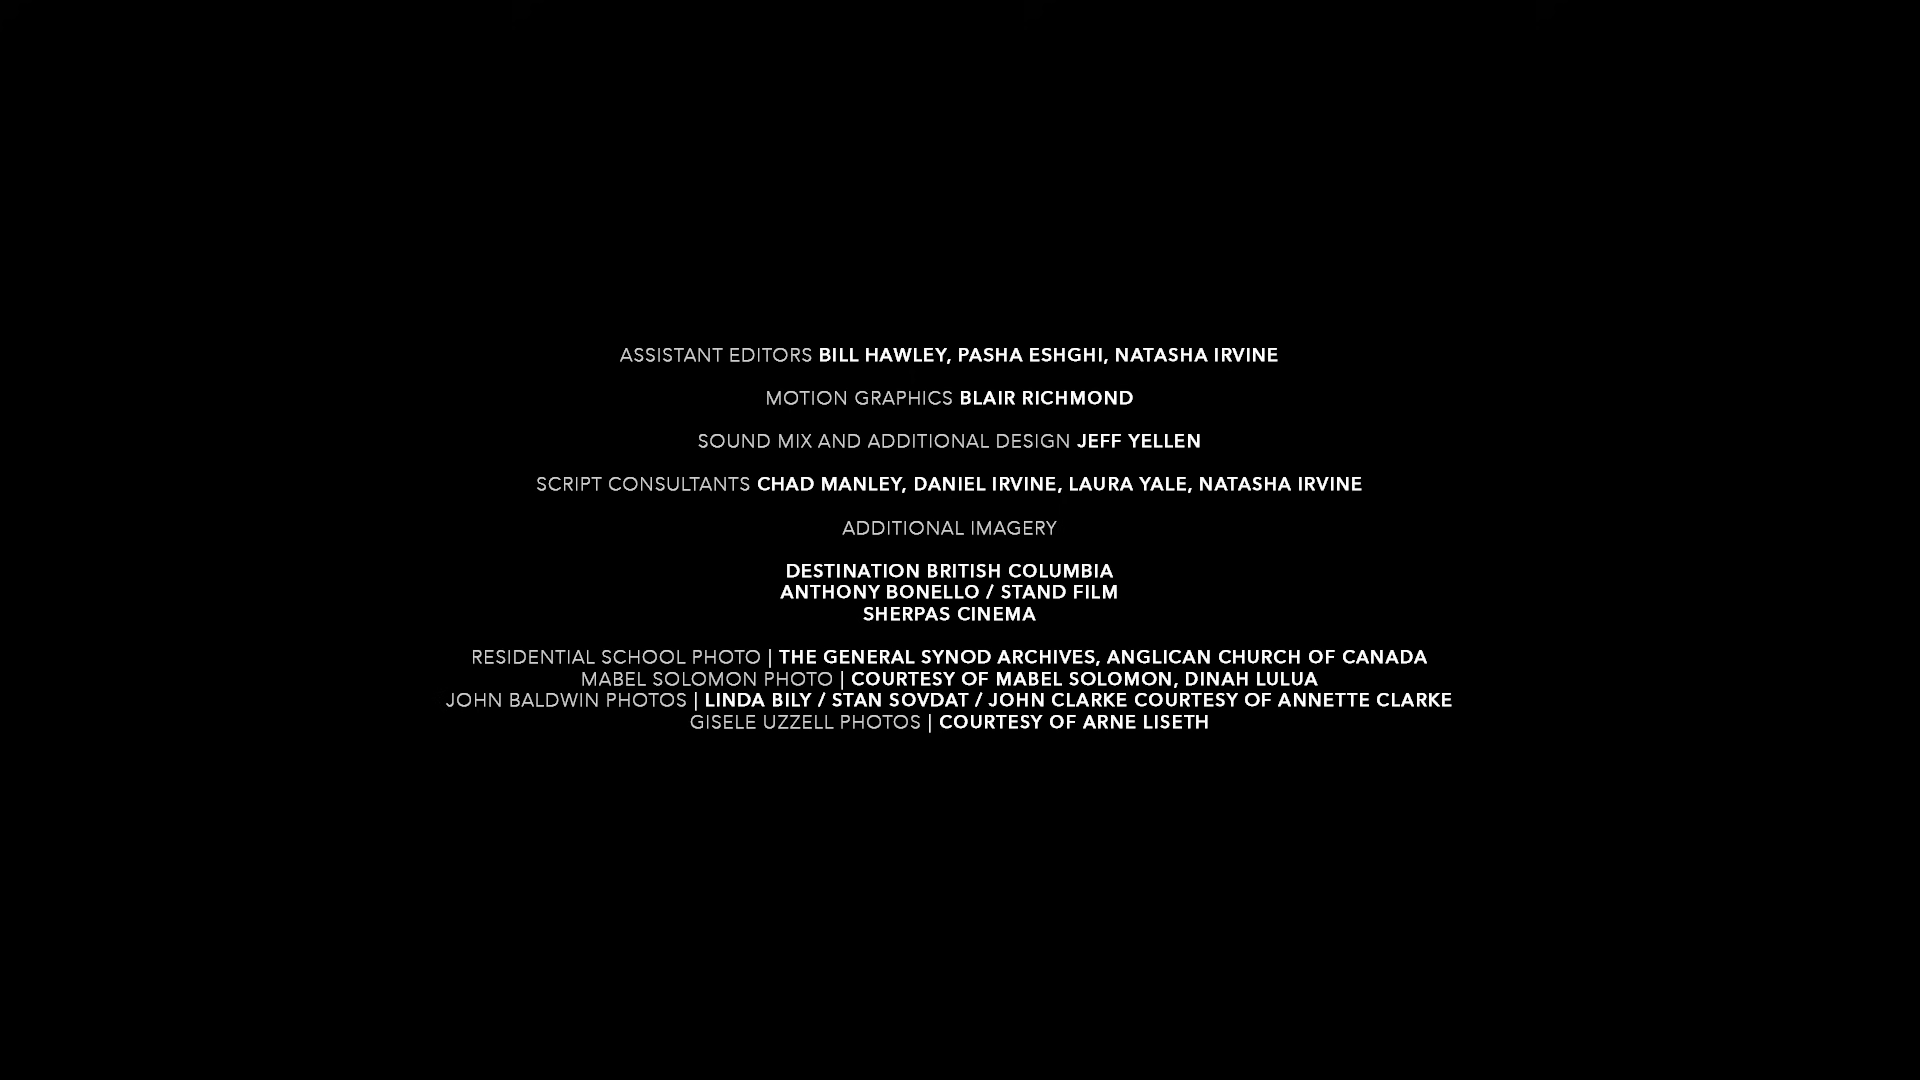 ASSISTANT EDITORS BILL HAWLEY, PASHA ESHGHI, NATASHA IRVINE
MOTION GRAPHICS BLAIR RICHMOND
SOUND MIX AND ADDITIONAL DESIGN JEFF YELLEN
SCRIPT CONSULTANTS CHAD MANLEY, DANIEL IRVINE, LAURA YALE, NATASHA IRVINE
ADDITIONAL IMAGERY
DESTINATION BRITISH COLUMBIA
ANTHONY BONELLO / STAND FILM
SHERPAS CINEMA
RESIDENTIAL SCHOOL PHOTO | THE GENERAL SYNOD ARCHIVES, ANGLICAN CHURCH OF CANADA
MABEL SOLOMON PHOTO | COURTESY OF MABEL SOLOMON, DINAH LULUA
JOHN BALDWIN PHOTOS | LINDA BILY / STAN SOVDAT / JOHN CLARKE COURTESY OF ANNETTE CLARKE
GISELE UZZELL PHOTOS | COURTESY OF ARNE LISETH